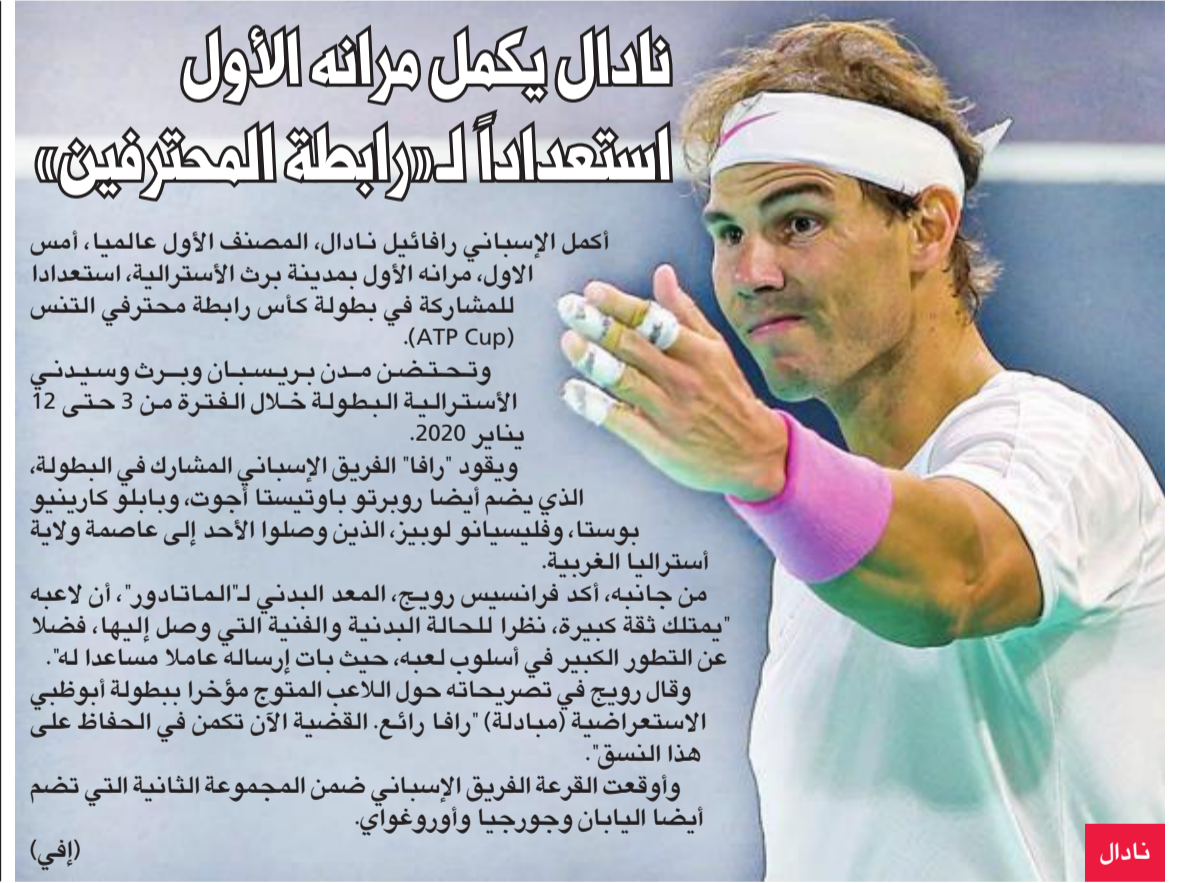 نادال يكمل مرانه الأول
استعداداً لـ«رابطة المحترفين»
أكمل الإسباني رافائيل نادال، المصنف الأول عالميا، أمس
الاول، مرانه الأول بمدينة برث الأسترالية، استعدادا
للمشاركة في بطولة كأس رابطة محترفي التنس
(ATP Cup).
وتحتضن مدن بريسبان وبرث وسيدني
الأسترالية البطولة خلال الفترة من 3 حتى 12
يناير 2020.
ويقود "رافا" الفريق الإسباني المشارك في البطولة،
الذي يضم أيضا روبرتو باوتيستا أجوت، وبابلو كارينيو
بوستا، وفليسيانو لوبيز، الذين وصلوا الأحد إلى عاصمة ولاية
أستراليا الغربية.
من جانبه، أكد فرانسيس رويج، المعد البدني لـ"الماتادور"، أن لاعبه
"يمتلك ثقة كبيرة، نظرا للحالة البدنية والفنية التي وصل إليها، فضلا
عن التطور الكبير في أسلوب لعبه، حيث بات إرساله عاملا مساعدا له".
وقال رويج في تصريحاته حول اللاعب المتوج مؤخرا ببطولة أبوظبي
الاستعراضية (مبادلة) "رافا رائع. القضية الآن تكمن في الحفاظ على
هذا النسق".
وأوقعت القرعة الفريق الإسباني ضمن المجموعة الثانية التي تضم
أيضا اليابان وجورجيا وأوروغواي.
(إفي)
نادال